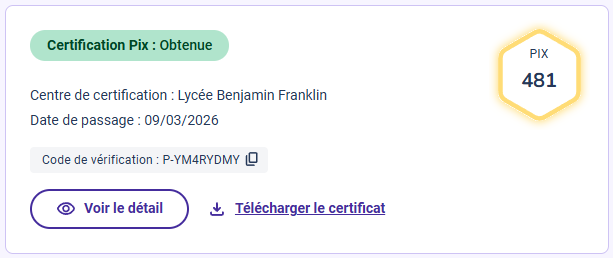 Certification Pix : Obtenue
PIX
481
Centre de certification : Lycée Benjamin Franklin
Date de passage : 09/03/2026
Code de vérification : P-YM4RYDMY
Voir le détail
Télécharger le certificat